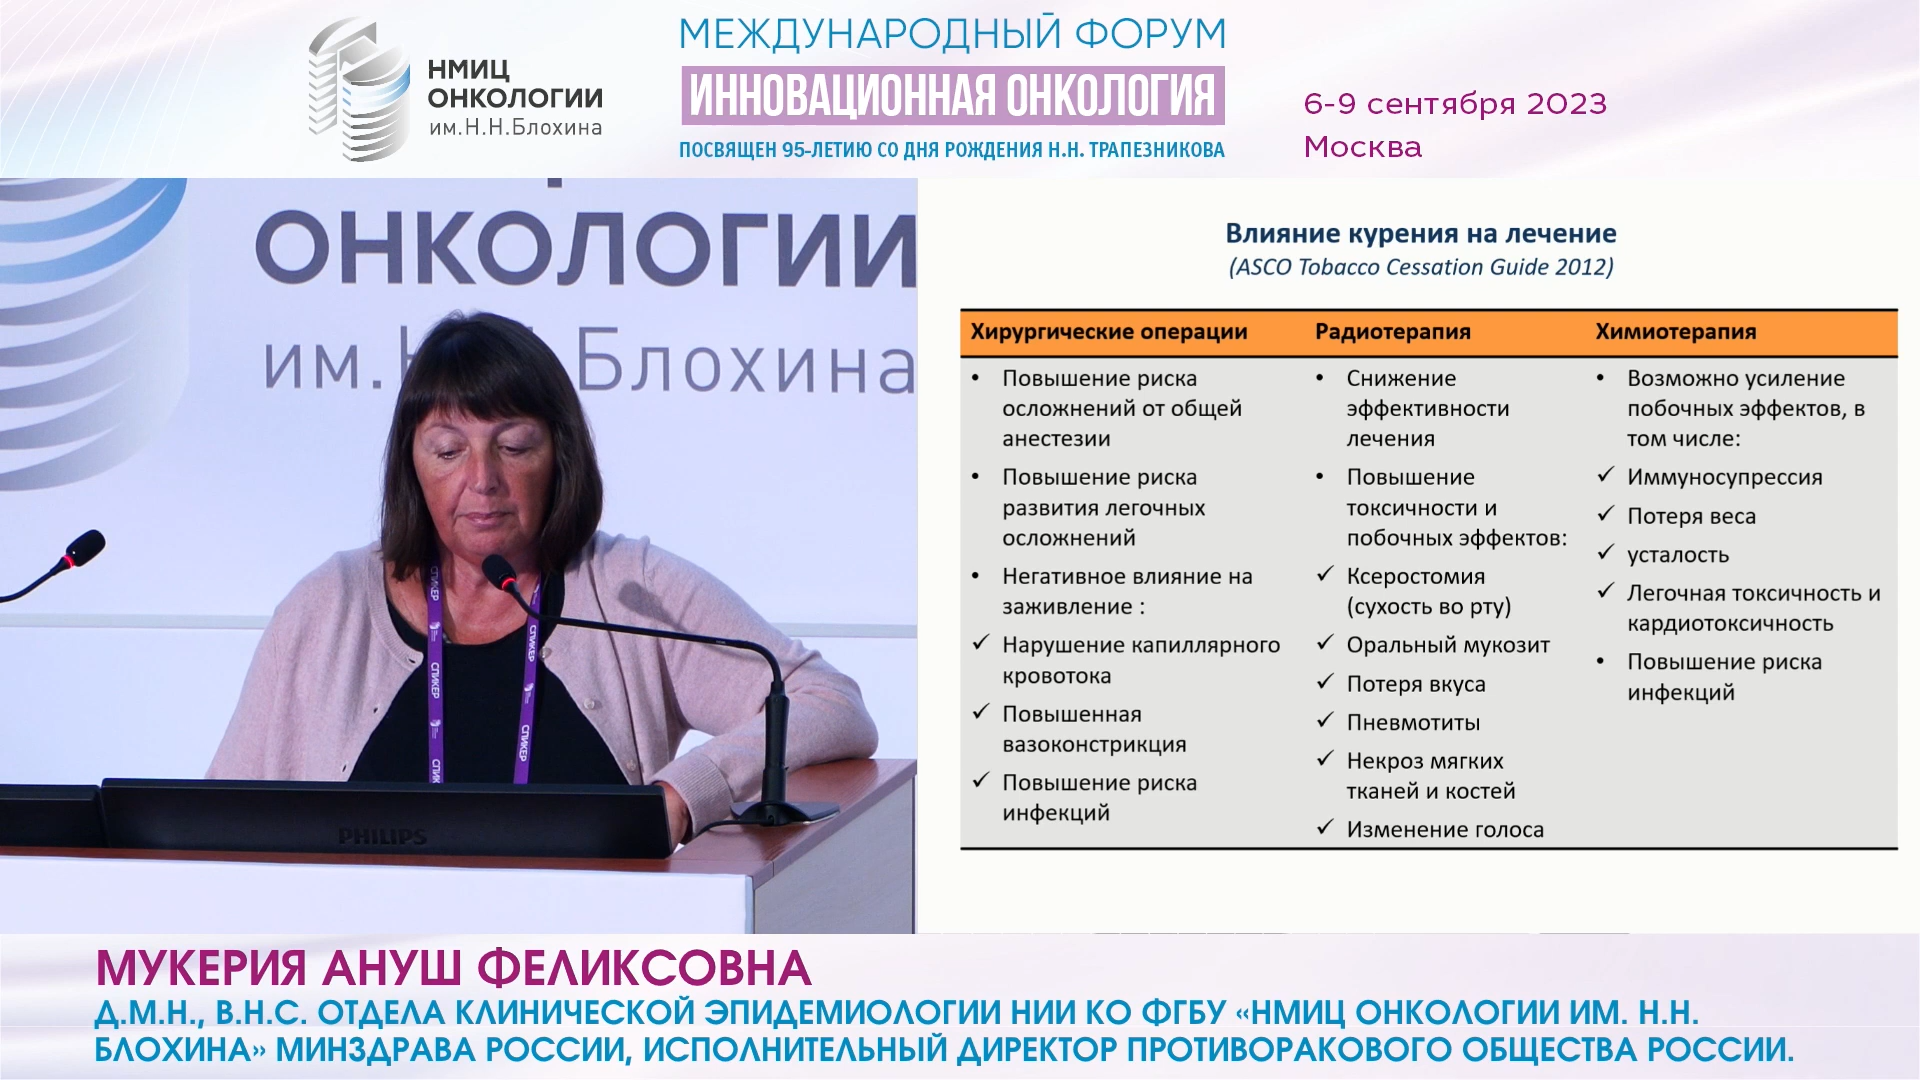 НМИЦ
ОНКОЛОГИИ
им.Н.Н.Блохина
МЕЖДУНАРОДНЫЙ ФОРУМ
ИННОВАЦИОННАЯ ОНКОЛОГИЯ
ПОСВЯЩЕН 95-ЛЕТИЮ СО ДНЯ РОЖДЕНИЯ Н.Н. ТРАПЕЗНИКОВА
6-9 сентября 2023
Москва
ОНКОЛОГИИ
им. Блохина
СПИКЕР
СПИКЕР
СПИКЕР
СПИКЕР
СПИКЕР
PHILIPS
Влияние курения на лечение
(ASCO Tobacco Cessation Guide 2012)
Хирургические операции
• Повышение риска
осложнений от общей
анестезии
• Повышение риска
развития легочных
осложнений
• Негативное влияние на
заживление :
✓ Нарушение капиллярного
кровотока
✓ Повышенная
вазоконстрикция
✓ Повышение риска
инфекций
Радиотерапия
• Снижение
эффективности
лечения
• Повышение
токсичности и
побочных эффектов:
✓ Ксеростомия
(сухость во рту)
✓ Оральный мукозит
✓ Потеря вкуса
✓ Пневмотиты
✓ Некроз мягких
тканей и костей
✓ Изменение голоса
Химиотерапия
• Возможно усиление
побочных эффектов, в
том числе:
✓ Иммуносупрессия
✓ Потеря веса
✓ усталость
✓ Легочная токсичность и
кардиотоксичность
• Повышение риска
инфекций
МУКЕРИЯ АНУШ ФЕЛИКСОВНА
Д.М.Н., В.Н.С. ОТДЕЛА КЛИНИЧЕСКОЙ ЭПИДЕМИОЛОГИИ НИИ КО ФГБУ «НМИЦ ОНКОЛОГИИ ИМ. Н.Н.
БЛОХИНА» МИНЗДРАВА РОССИИ, ИСПОЛНИТЕЛЬНЫЙ ДИРЕКТОР ПРОТИВОРАКОВОГО ОБЩЕСТВА РОССИИ.